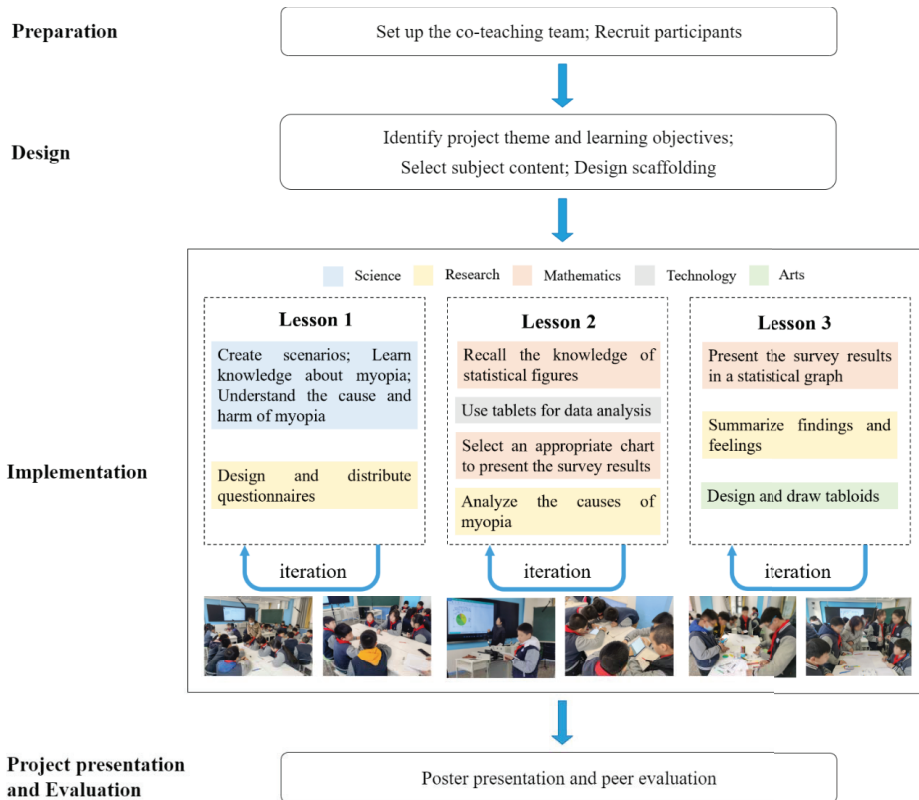 Preparation
Set up the co-teaching team; Recruit participants
Design
Identify project theme and learning objectives;
Select subject content; Design scaffolding
Implementation
Science
Research
Mathematics
Technology
Arts
Lesson 1
Create scenarios; Learn
knowledge about myopia;
Understand the cause and
harm of myopia
Design and distribute
questionnaires
iteration
Lesson 2
Recall the knowledge of
statistical figures
Use tablets for data analysis
Select an appropriate chart
to present the survey results
Analyze the causes of
myopia
iteration
Lesson 3
Present the survey results
in a statistical graph
Summarize findings and
feelings
Design and draw tabloids
iteration
Project presentation
and Evaluation
Poster presentation and peer evaluation